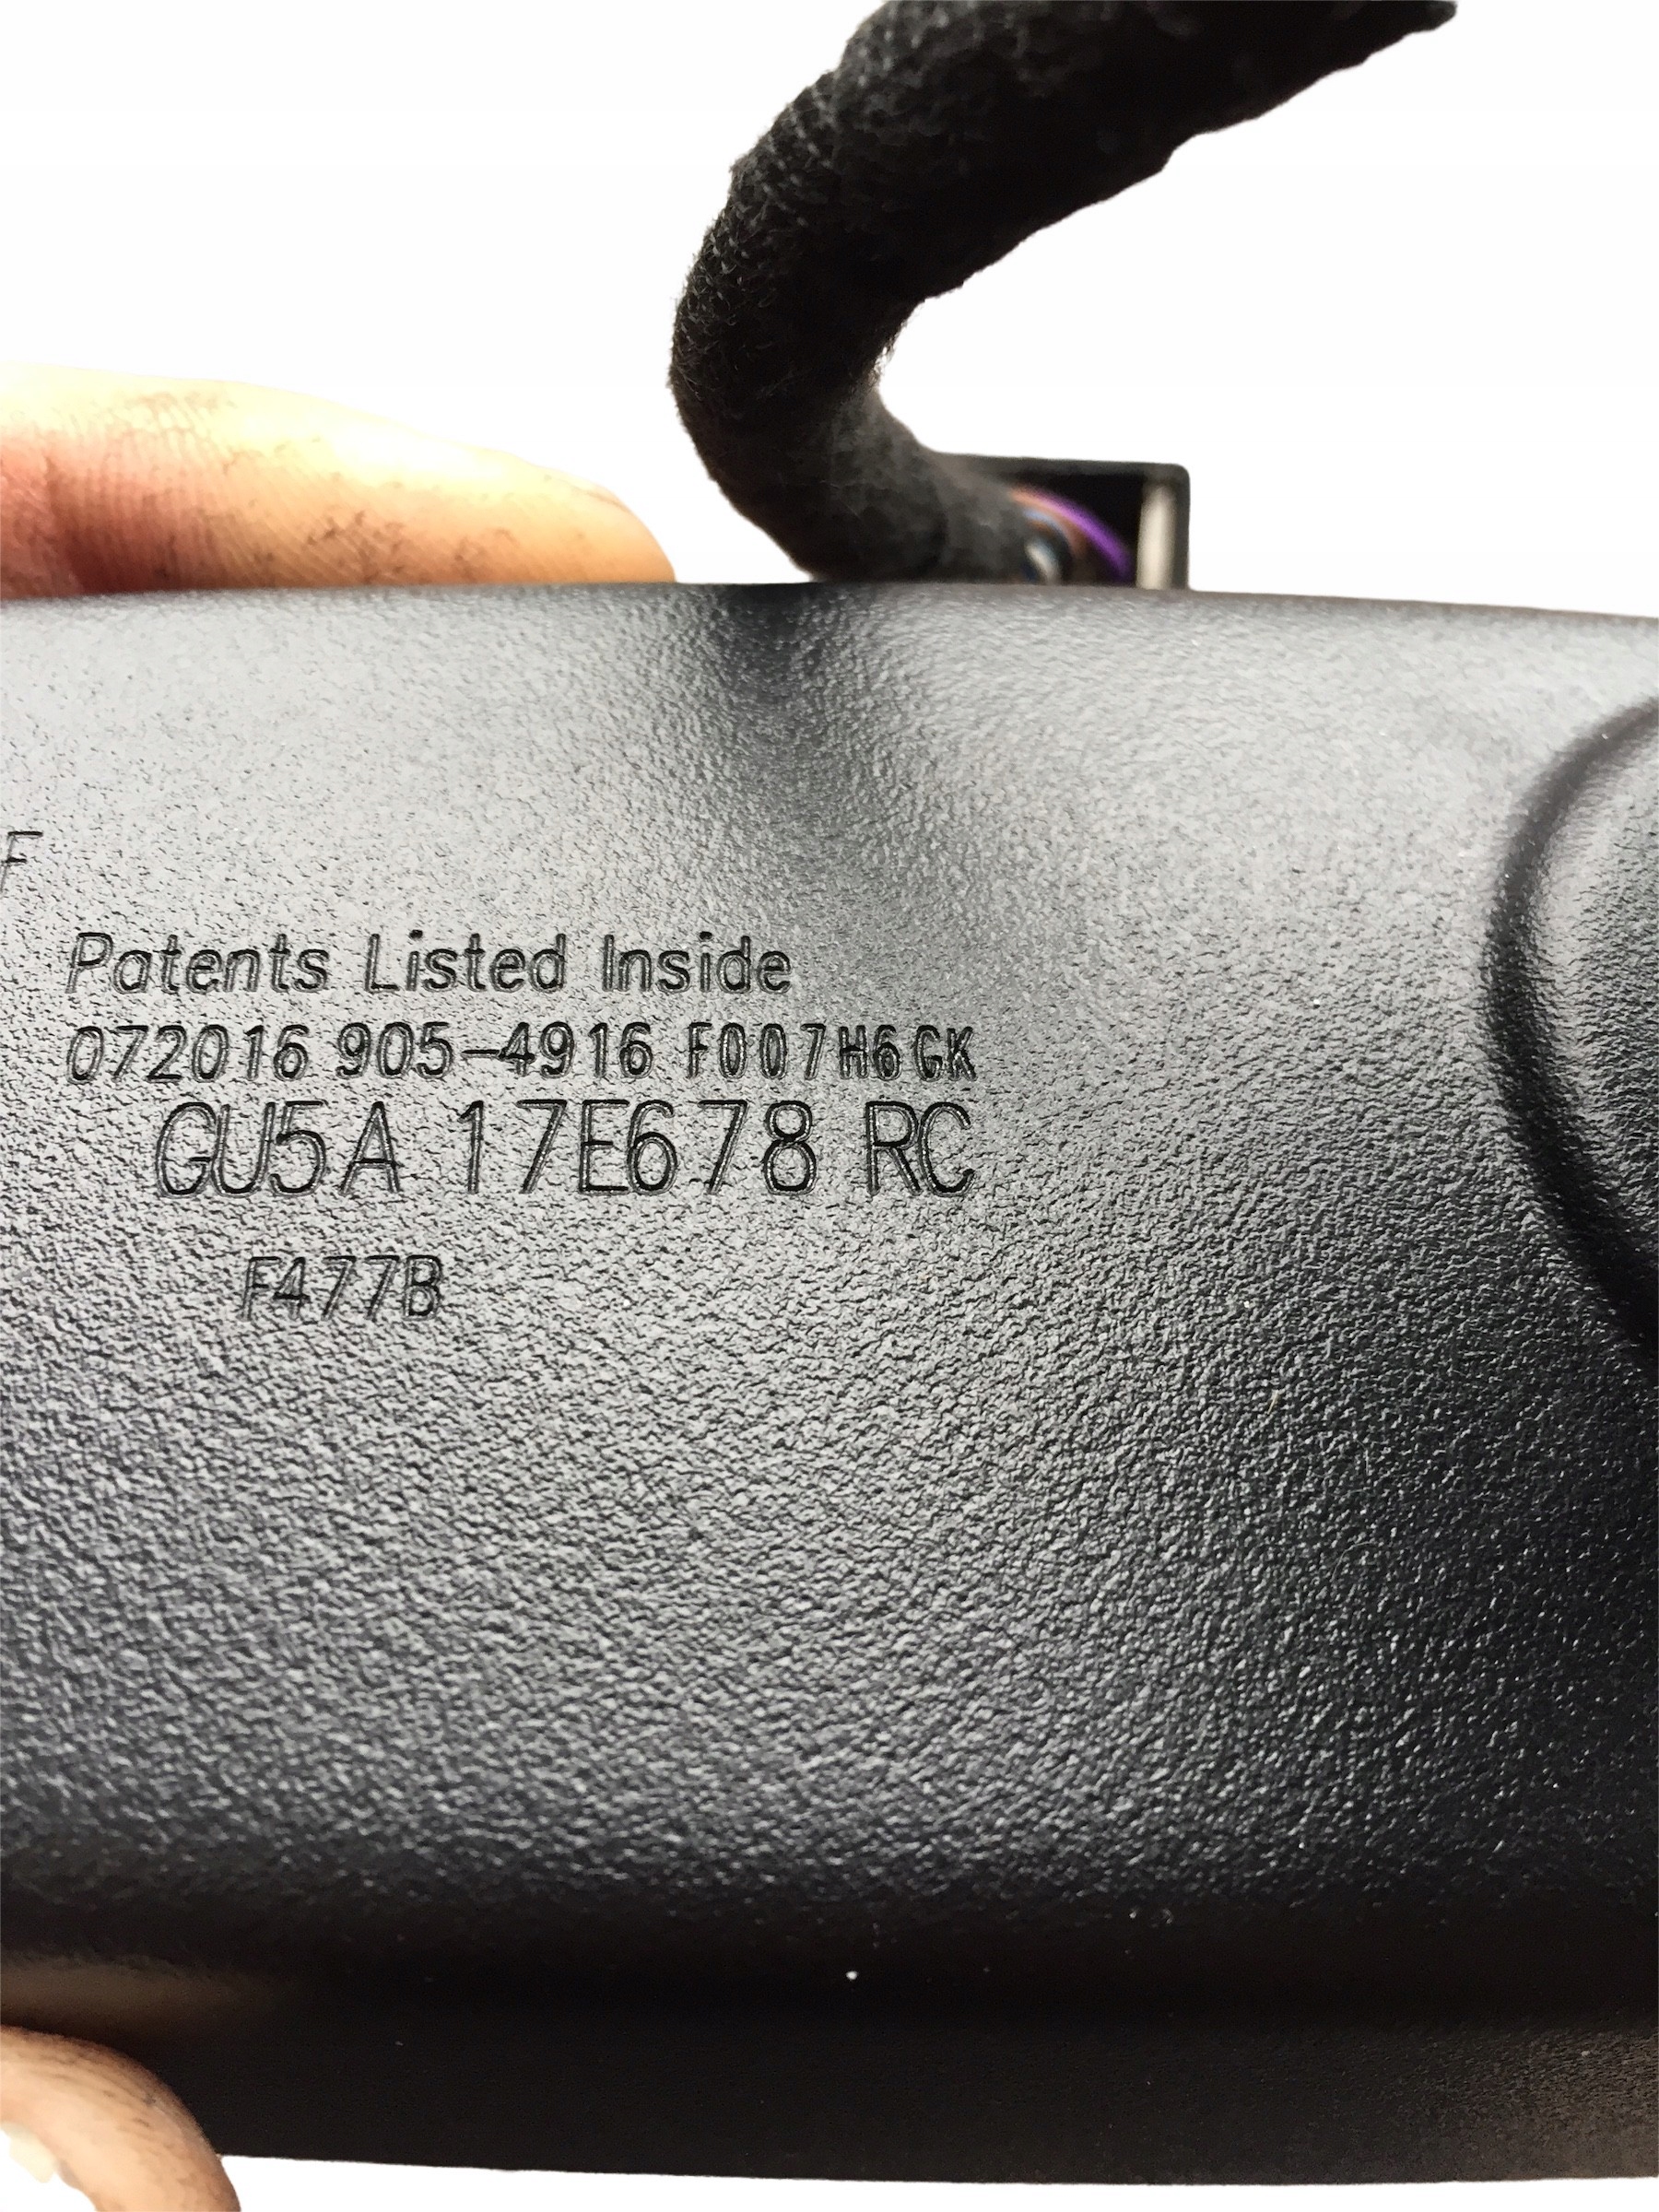 F
Patents Listed Inside
072016 905-4916 F007H6GK
GU5A 17E678 RC
F477B